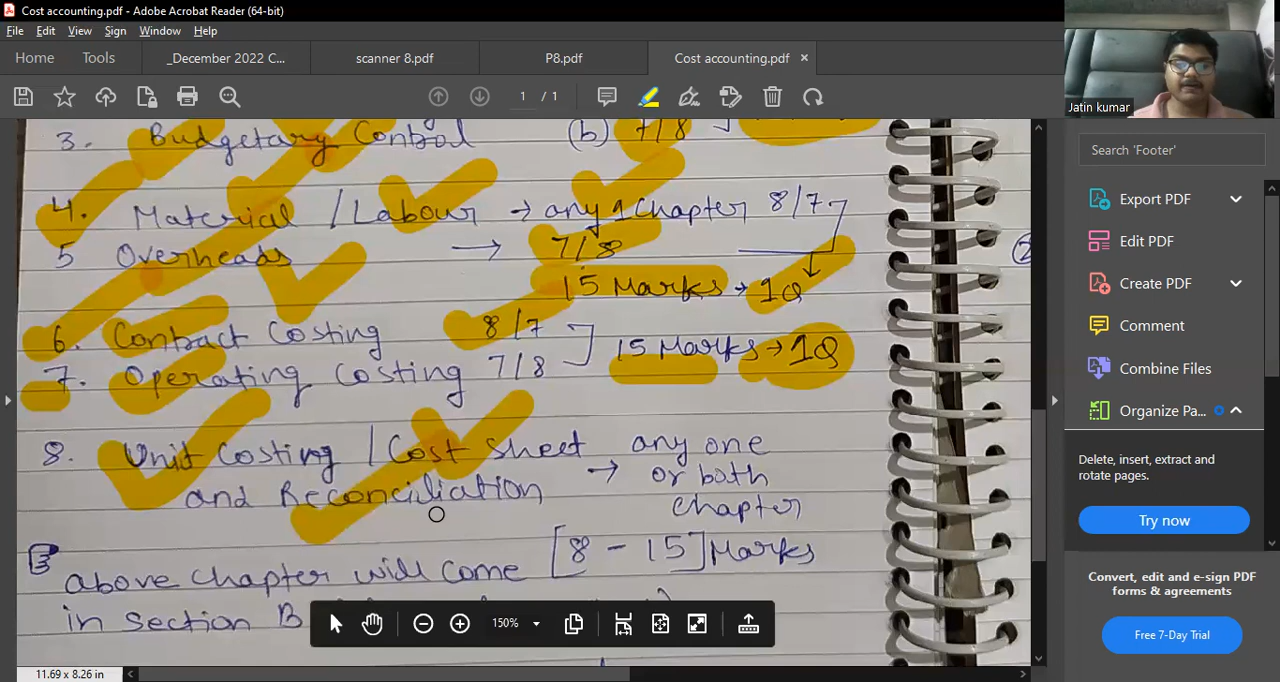 Cost accounting.pdf - Adobe Acrobat Reader (64-bit)
File Edit View Sign Window Help
Home Tools _December 2022 C... scanner 8.pdf P8.pdf Cost accounting.pdf ×
1 / 1
Jatin kumar
3. Budgetary Control (b) 7/8
4. Material / Labour → any 1 Chapter 8/7
5 Overheads → 7/8
15 Marks → 1Q
6. Contract Costing 8/7
7. Operating Costing 7/8 15 Marks → 1Q
8. Unit Costing / Cost Sheet any one
and Reconciliation → or both
chapter
above chapter will come [8 - 15] Marks
in section B
150%
11.69 x 8.26 in
Search 'Footer'
Export PDF
Edit PDF
Create PDF
Comment
Combine Files
Organize Pa...
Delete, insert, extract and
rotate pages.
Try now
Convert, edit and e-sign PDF
forms & agreements
Free 7-Day Trial